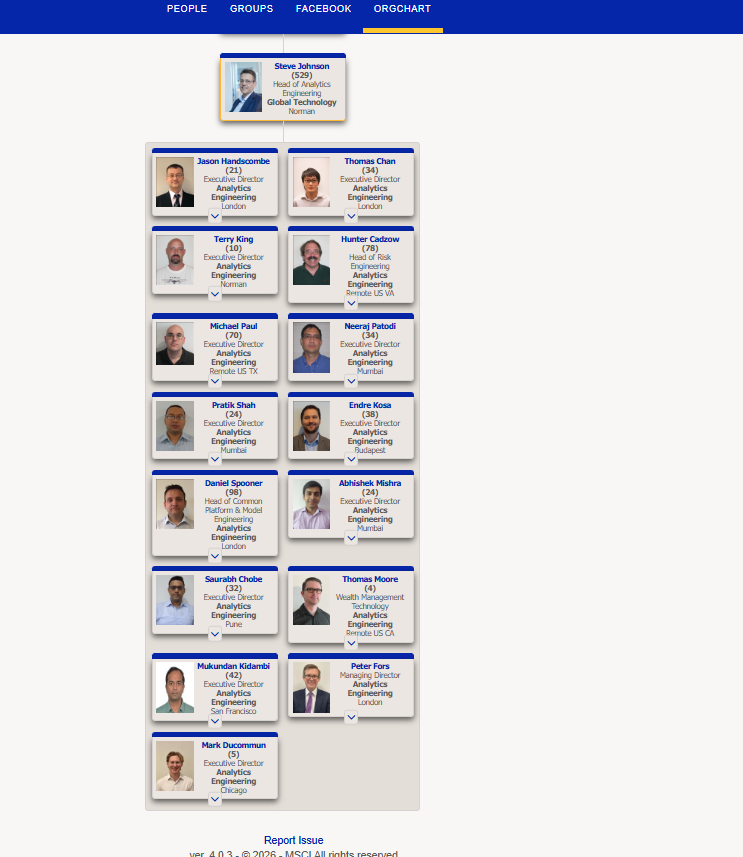 PEOPLE GROUPS FACEBOOK ORGCHART
Steve Johnson
(529)
Head of Analytics
Engineering
Global Technology
Norman
Jason Handscombe
(21)
Executive Director
Analytics
Engineering
London
Thomas Chan
(34)
Executive Director
Analytics
Engineering
London
Terry King
(10)
Executive Director
Analytics
Engineering
Norman
Hunter Cadzow
(78)
Head of Risk
Engineering
Analytics
Engineering
Remote US VA
Michael Paul
(70)
Executive Director
Analytics
Engineering
Remote US TX
Neeraj Patodi
(34)
Executive Director
Analytics
Engineering
Mumbai
Pratik Shah
(24)
Executive Director
Analytics
Engineering
Mumbai
Endre Kosa
(38)
Executive Director
Analytics
Engineering
Budapest
Daniel Spooner
(98)
Head of Common
Platform & Model
Engineering
Analytics
Engineering
London
Abhishek Mishra
(24)
Executive Director
Analytics
Engineering
Mumbai
Saurabh Chobe
(32)
Executive Director
Analytics
Engineering
Pune
Thomas Moore
(4)
Wealth Management
Technology
Analytics
Engineering
Remote US CA
Mukundan Kidambi
(42)
Executive Director
Analytics
Engineering
San Francisco
Peter Fors
Managing Director
Analytics
Engineering
London
Mark Ducommun
(5)
Executive Director
Analytics
Engineering
Chicago
Report Issue
ver. 4.0.3 - © 2026 - MSCI All rights reserved